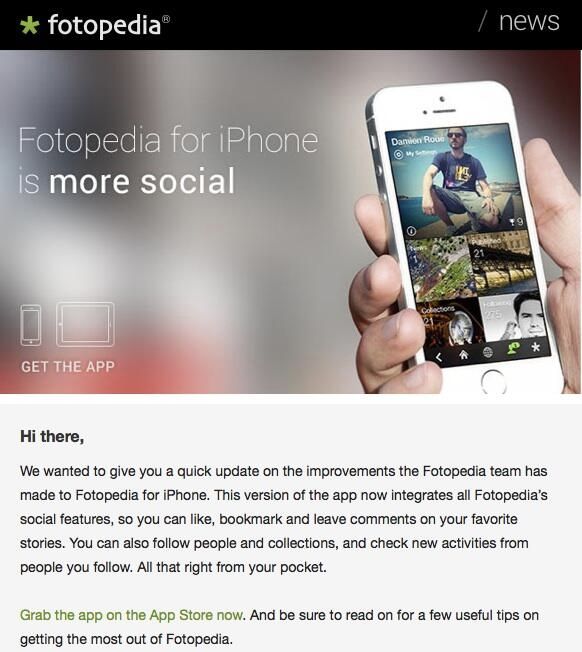 fotopedia®
/ news
Fotopedia for iPhone
is more social
Damien Roué
My Settings
9
News
1
Published
21
Collections
21
Following
275
GET THE APP
Hi there,
We wanted to give you a quick update on the improvements the Fotopedia team has
made to Fotopedia for iPhone. This version of the app now integrates all Fotopedia's
social features, so you can like, bookmark and leave comments on your favorite
stories. You can also follow people and collections, and check new activities from
people you follow. All that right from your pocket.
Grab the app on the App Store now. And be sure to read on for a few useful tips on
getting the most out of Fotopedia.